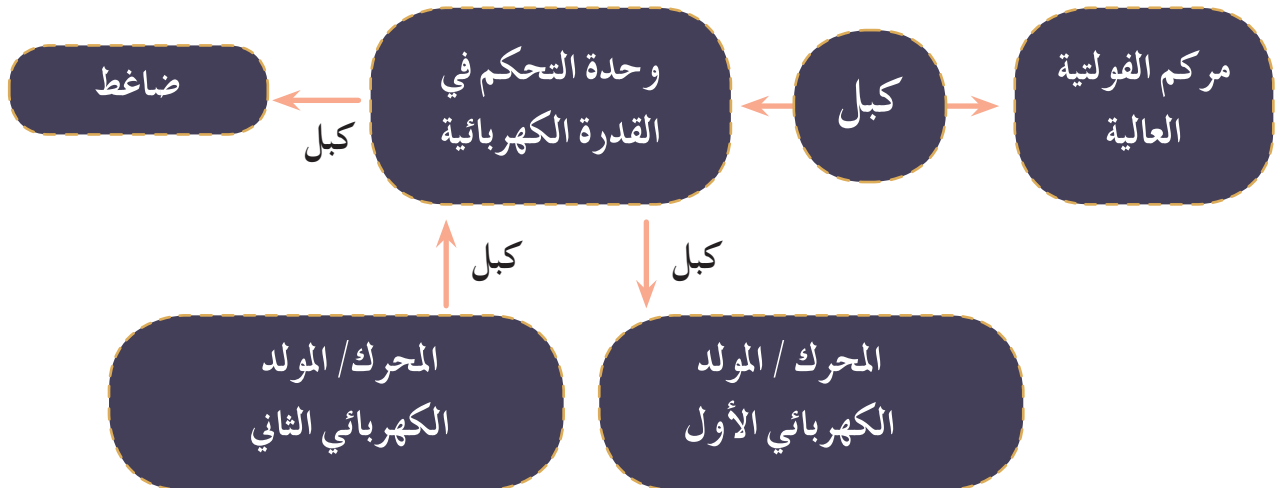 مركم الفولتية
العالية
كبل
وحدة التحكم في
القدرة الكهربائية
كبل
ضاغط
كبل
كبل
المحرك / المولد
الكهربائي الأول
المحرك/ المولد
الكهربائي الثاني